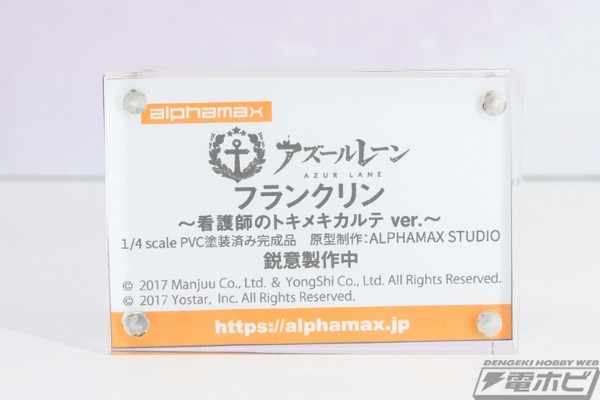 alphamax
アズールレーン
AZUR LANE
フランクリン
～看護師のトキメキカルテ ver.～
1/4 scale PVC塗装済み完成品 原型制作：ALPHAMAX STUDIO
鋭意製作中
© 2017 Manjuu Co., Ltd. & YongShi Co., Ltd. All Rights Reserved.
© 2017 Yostar, Inc. All Rights Reserved.
https://alphamax.jp
DENGEKI HOBBY WEB
電ホビ